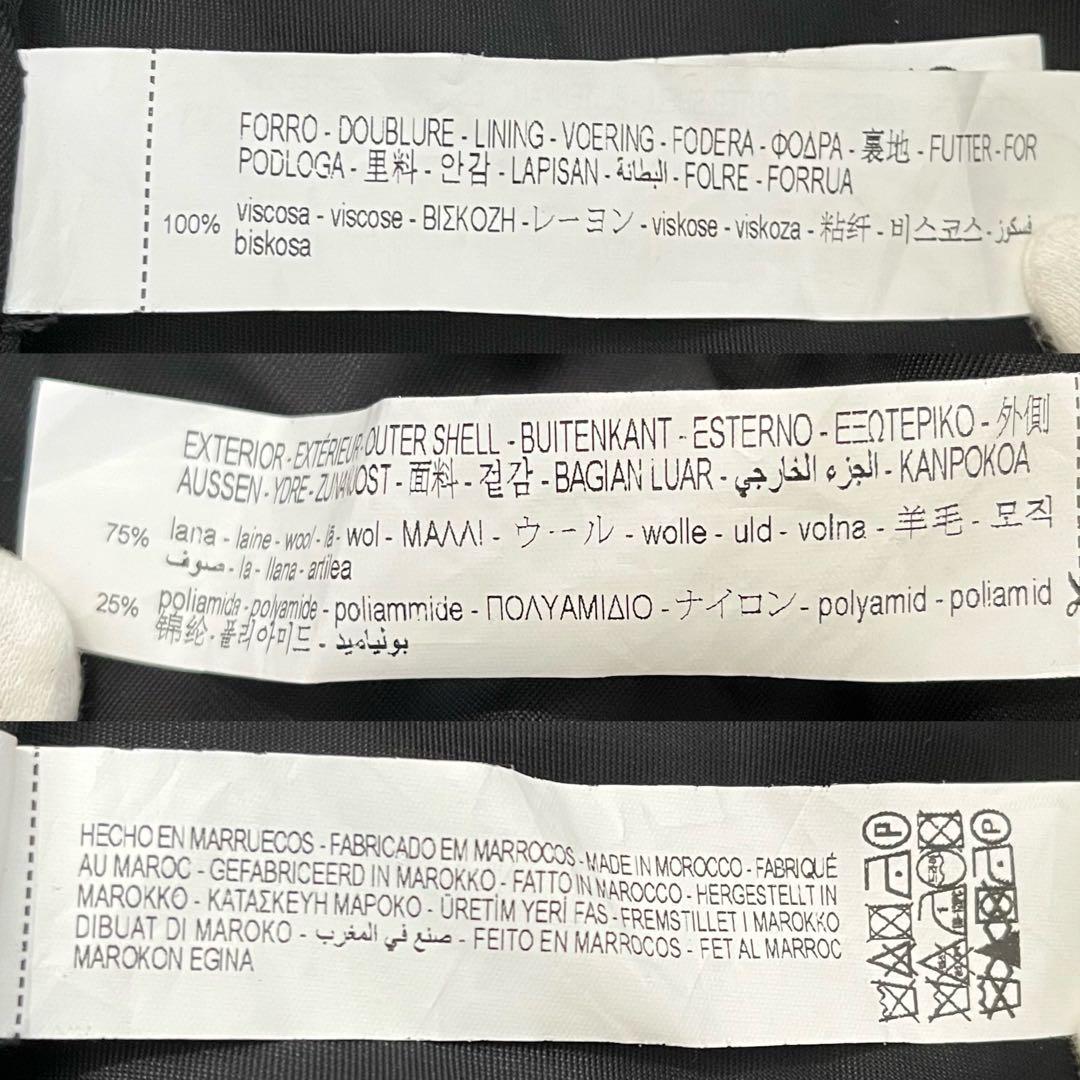 FORRO - DOUBLURE - LINING - VOERING - FODERA - ΦΟΔΡΑ - 裏地 - FUTTER - FOR
PODLOGA - 里料 - 안감 - LAPISAN - البطانة - FOLRE - FORRUA
100% viscosa - viscose - ΒΙΣΚΟΖΗ - レーヨン - viskose - viskoza - 粘纤 - 비스코스 - فسكوز
biskosa
EXTERIOR - EXTÉRIEUR OUTER SHELL - BUITENKANT - ESTERNO - ΕΞΩΤΕΡΙΚΟ - 外側
AUSSEN - YDRE - - 面料 - 겉감 - BAGIAN LUAR - الجزء الخارجي - KANPOKOA
75% lana - laine - wool - lã - wol - ΜΑΛΛΙ - ウール - wolle - uld - volna - 羊毛 - 모직
صوف - la - llana - artilea
25% poliamida - polyamide - poliammide - ΠΟΛΥΑΜΙΔΙΟ - ナイロン - polyamid - poliamid
锦纶 - 폴리아미드 - بولياميد
HECHO EN MARRUECOS - FABRICADO EM MARROCOS - MADE IN MOROCCO - FABRIQUÉ
AU MAROC - GEFABRICEERD IN MAROKKO - FATTO IN MAROCCO - HERGESTELLT IN
MAROKKO - ΚΑΤΑΣΚΕΥΗ ΜΑΡΟΚΟ - ÜRETİM YERİ FAS - FREMSTILLET I MAROKKO
DIBUAT DI MAROKO - صنع في المغرب - FEITO EN MARROCOS - FET AL MARROC
MAROKON EGINA
P
P